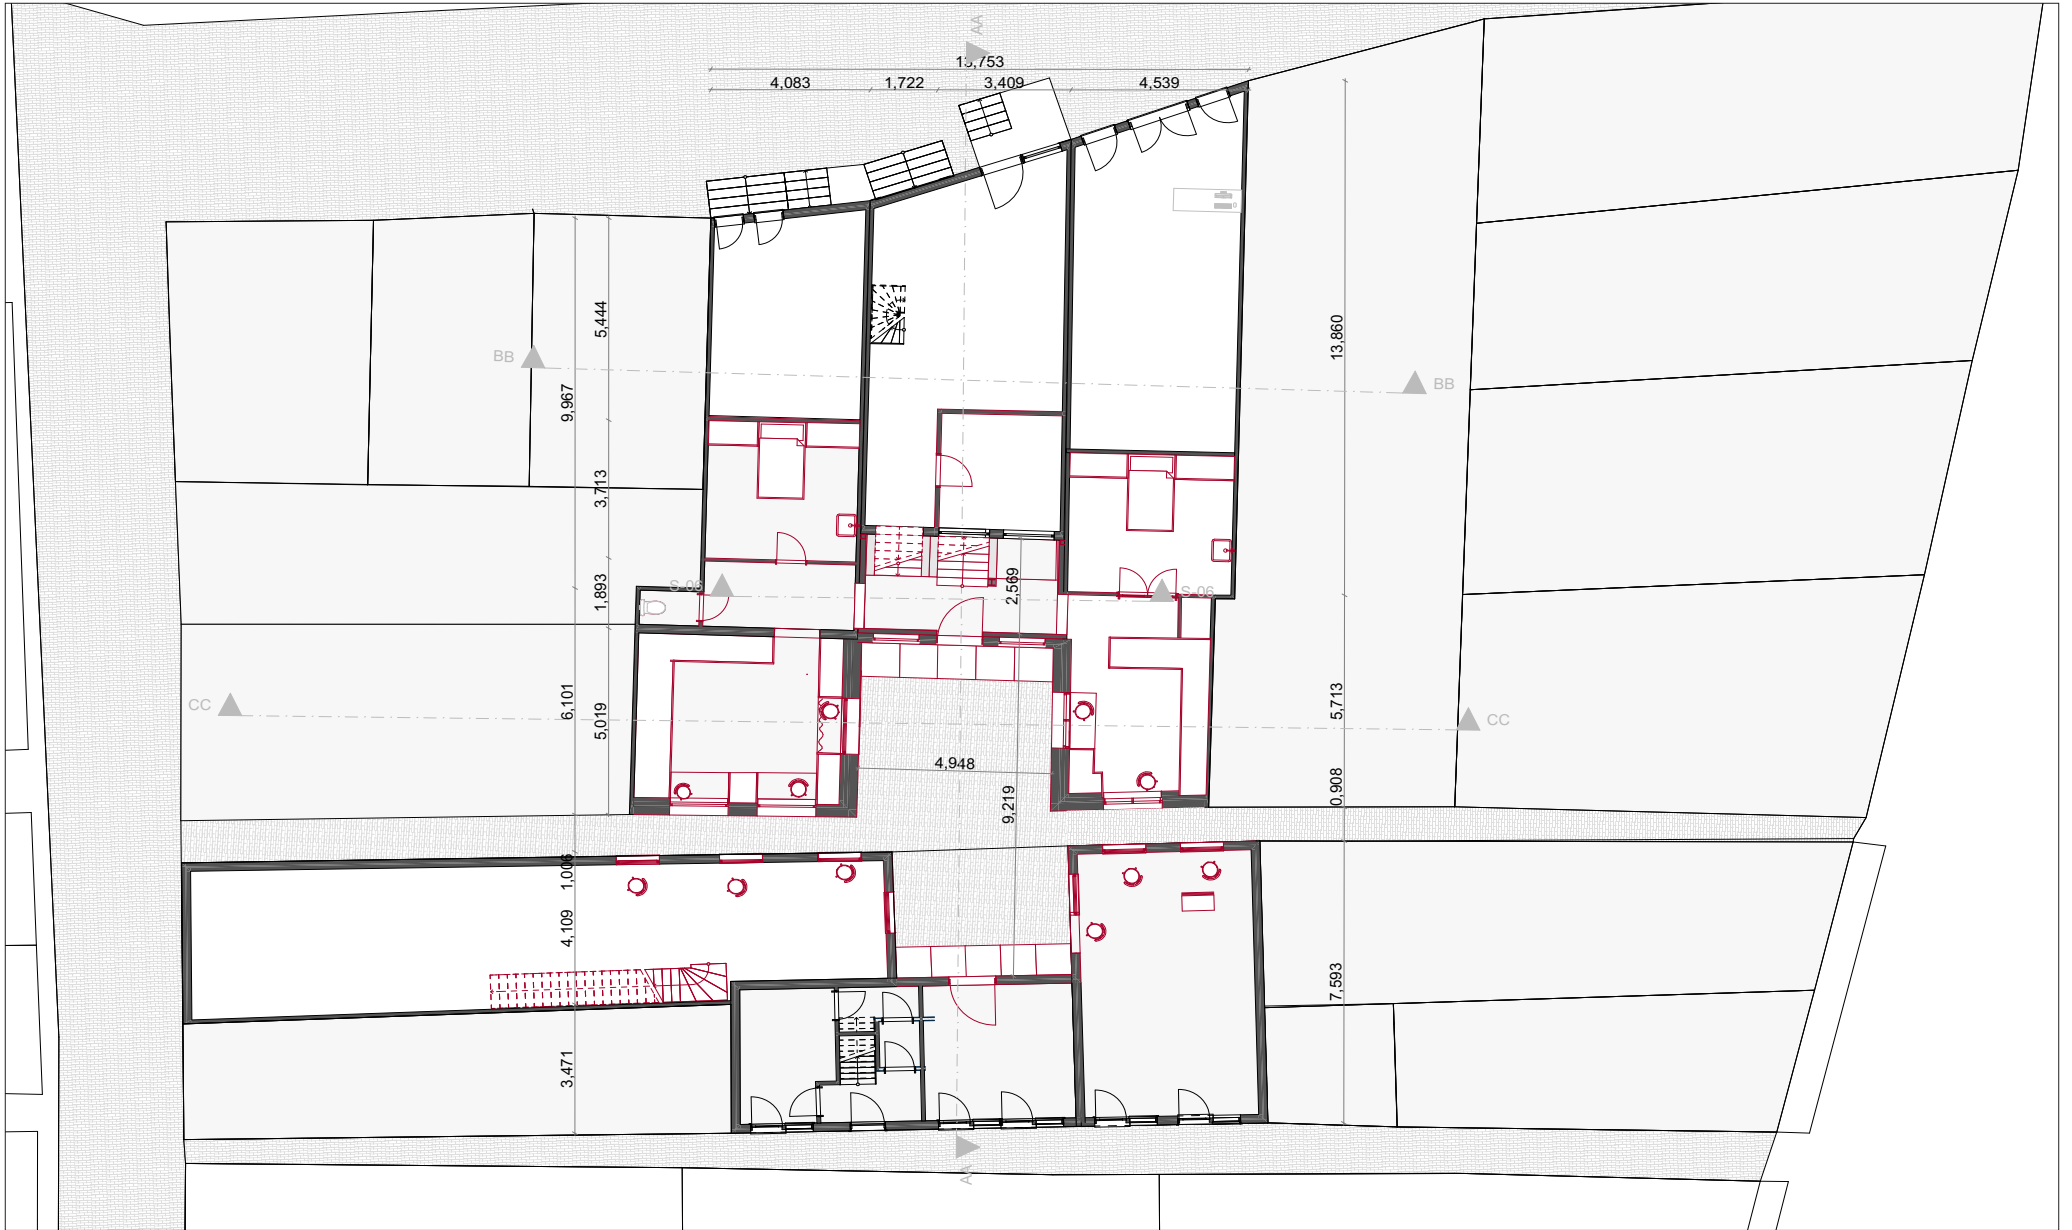 AA
13,753
4,083 1,722 3,409 4,539
5,444
13,860
BB
BB
9,967
3,713
1,893
2,569
S-06
S-06
6,101
5,019
5,713
CC
CC
4,948
0,908
9,219
1,006
4,109
7,593
3,471
AA